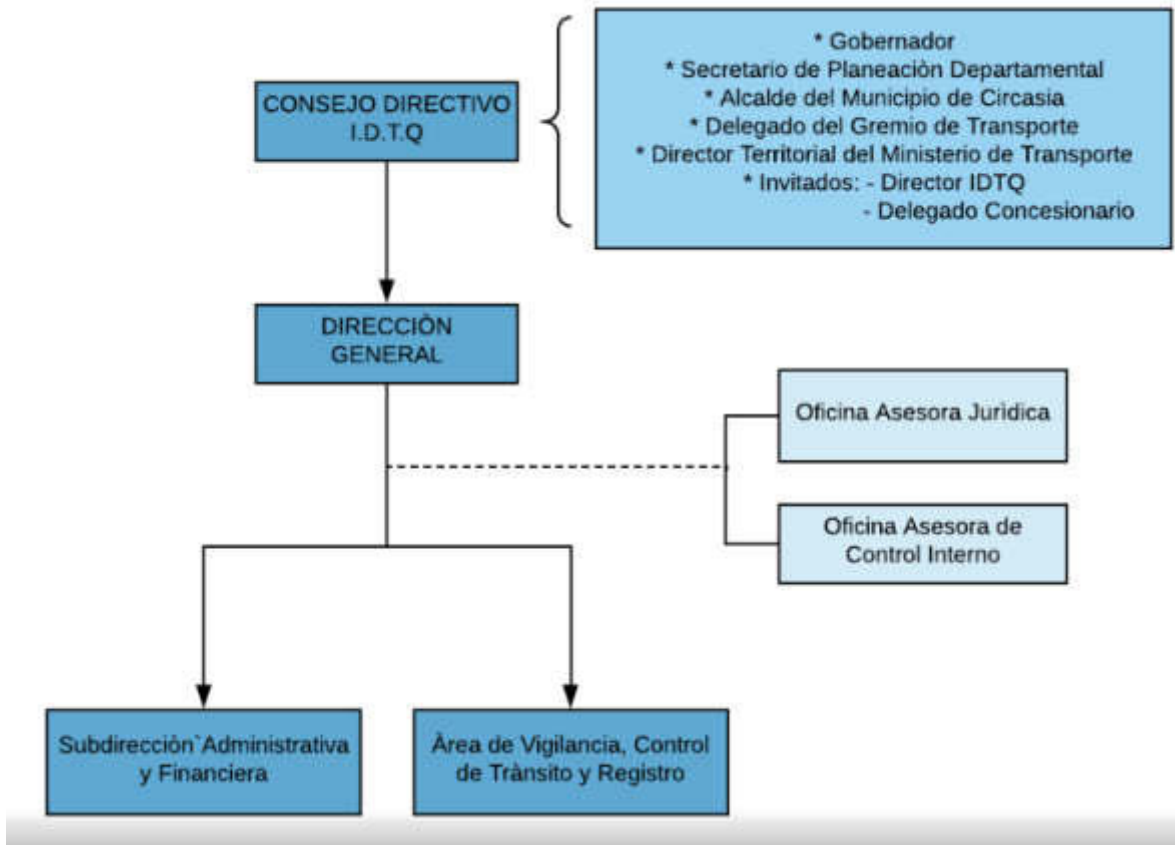 CONSEJO DIRECTIVO
I.D.T.Q
* Gobernador
* Secretario de Planeaciòn Departamental
* Alcalde del Municipio de Circasia
* Delegado del Gremio de Transporte
* Director Territorial del Ministerio de Transporte
* Invitados: - Director IDTQ
- Delegado Concesionario
DIRECCIÒN
GENERAL
Oficina Asesora Jurìdica
Oficina Asesora de
Control Interno
Subdirecciòn`Administrativa
y Financiera
Àrea de Vigilancia, Control
de Trànsito y Registro